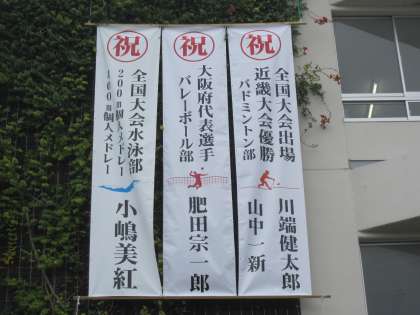 祝
全国大会出場
近畿大会優勝
バドミントン部
川端健太郎
山中一新
祝
大阪府代表選手
バレーボール部
肥田宗一郎
祝
全国大会水泳部
200m個人メドレー
400m個人メドレー
小嶋美紅